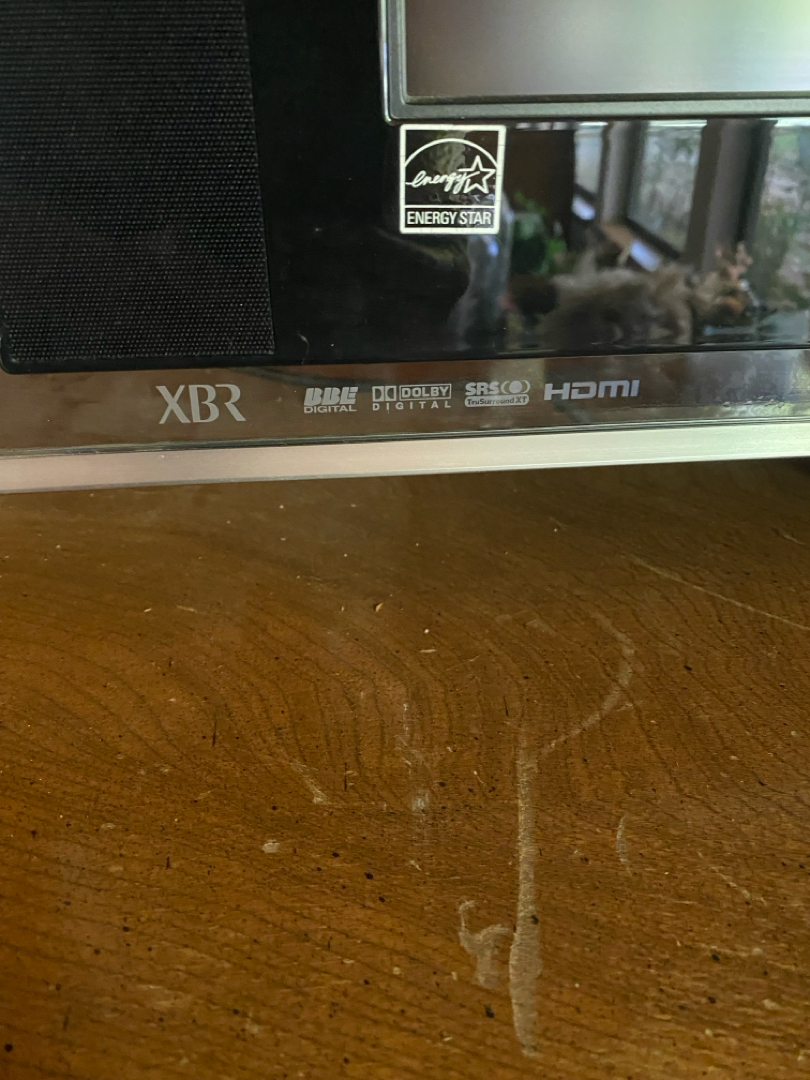 energy
ENERGY STAR
XBR BBE DIGITAL DOLBY DIGITAL SRS TruSurround XT HDMI